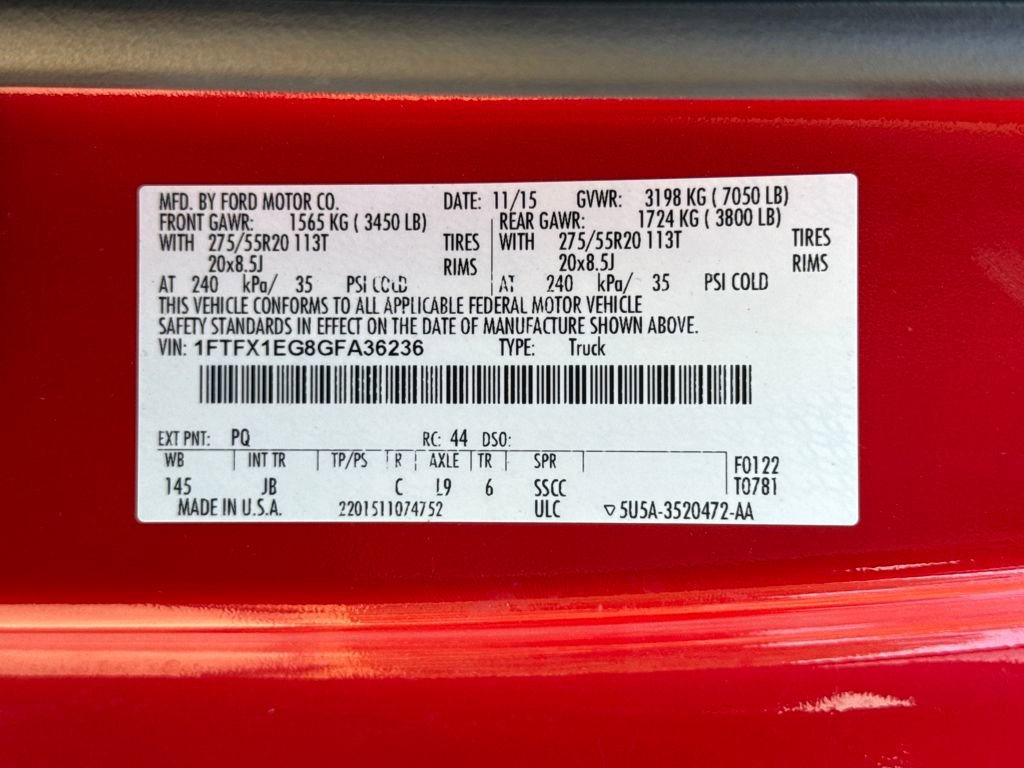 MFD. BY FORD MOTOR CO. DATE: 11/15 GVWR: 3198 KG ( 7050 LB)
FRONT GAWR: 1565 KG ( 3450 LB) REAR GAWR: 1724 KG ( 3800 LB)
WITH 275/55R20 113T TIRES WITH 275/55R20 113T TIRES
20x8.5J RIMS 20x8.5J RIMS
AT 240 kPa/ 35 PSI COLD AT 240 kPa/ 35 PSI COLD
THIS VEHICLE CONFORMS TO ALL APPLICABLE FEDERAL MOTOR VEHICLE
SAFETY STANDARDS IN EFFECT ON THE DATE OF MANUFACTURE SHOWN ABOVE.
VIN: 1FTFX1EG8GFA36236 TYPE: Truck
EXT PNT: PQ RC: 44 DSO:
WB INT TR TP/PS R AXLE TR SPR F0122
145 JB C L9 6 SSCC T0781
MADE IN U.S.A. 2201511074752 ULC ▽5U5A-3520472-AA